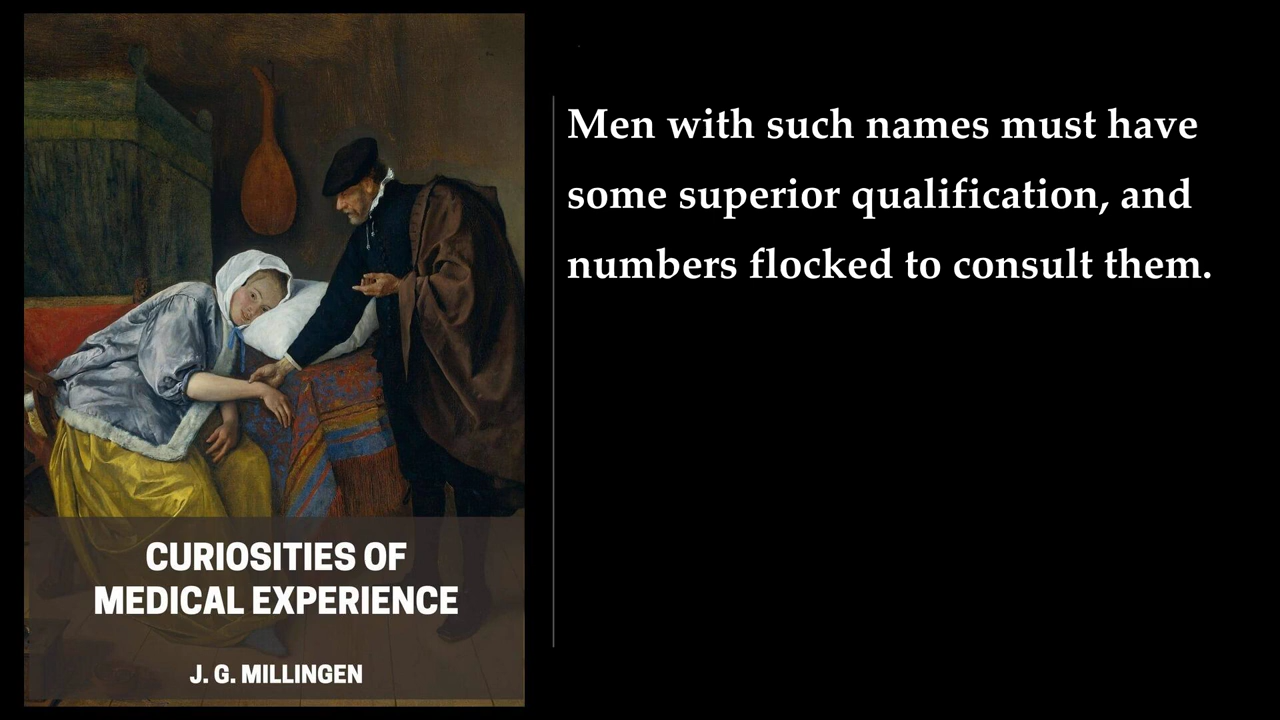 Men with such names must have
some superior qualification, and
numbers flocked to consult them.
CURIOSITIES OF
MEDICAL EXPERIENCE
J. G. MILLINGEN